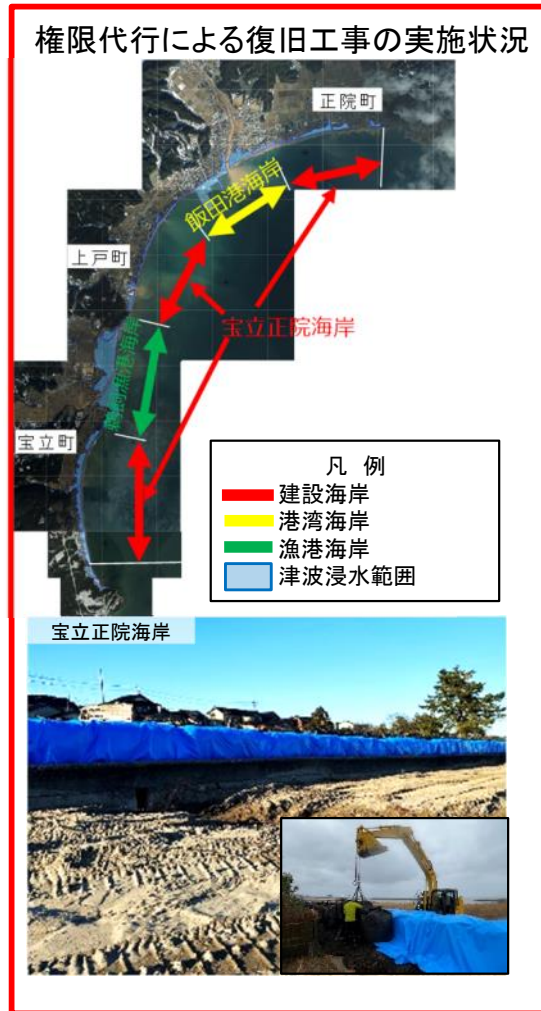 権限代行による復旧工事の実施状況
正院町
飯田港海岸
上戸町
宝立正院海岸
宝立町
凡 例
建設海岸
港湾海岸
漁港海岸
津波浸水範囲
宝立正院海岸